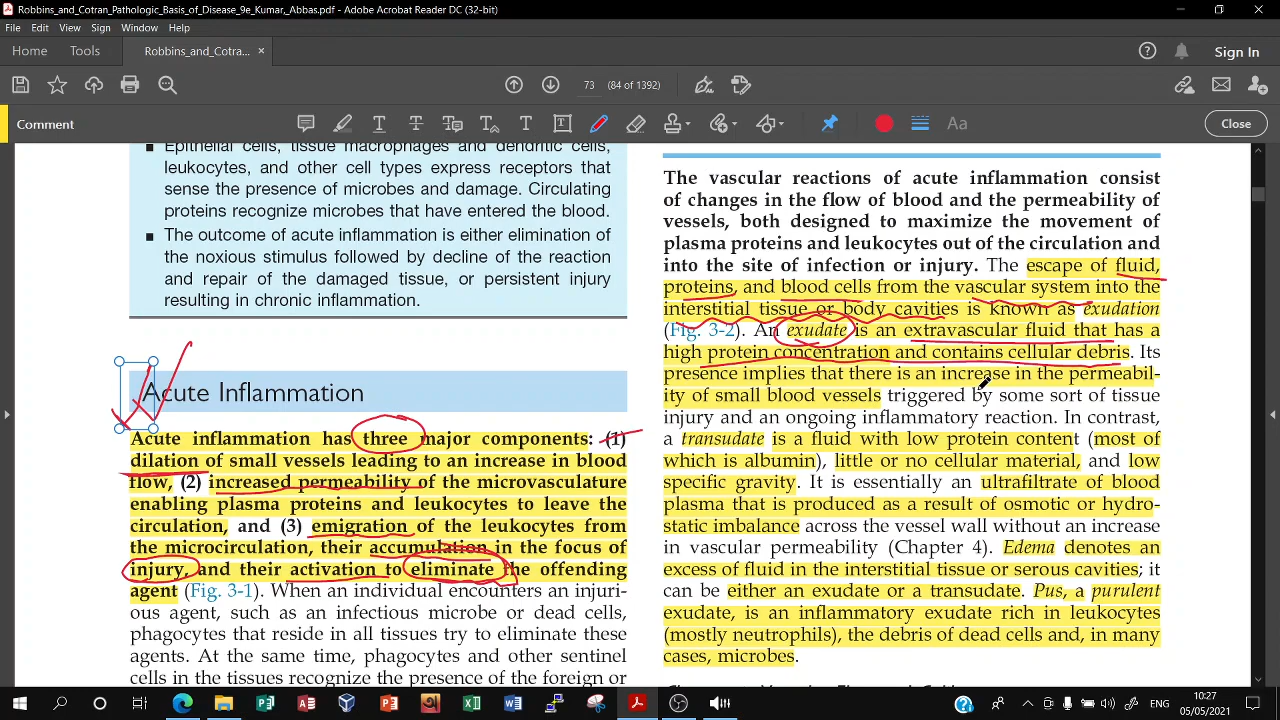 Robbins_and_Cotran_Pathologic_Basis_of_Disease_9e_Kumar_Abbas.pdf - Adobe Acrobat Reader DC (32-bit)
File Edit View Sign Window Help
Home Tools Robbins_and_Cotra... × Sign In
73 (84 of 1392)
Comment Close
Epithelial cells, tissue macrophages and dendritic cells,
leukocytes, and other cell types express receptors that
sense the presence of microbes and damage. Circulating
proteins recognize microbes that have entered the blood.
■ The outcome of acute inflammation is either elimination of
the noxious stimulus followed by decline of the reaction
and repair of the damaged tissue, or persistent injury
resulting in chronic inflammation.
Acute Inflammation
Acute inflammation has three major components: (1)
dilation of small vessels leading to an increase in blood
flow, (2) increased permeability of the microvasculature
enabling plasma proteins and leukocytes to leave the
circulation, and (3) emigration of the leukocytes from
the microcirculation, their accumulation in the focus of
injury, and their activation to eliminate the offending
agent (Fig. 3-1). When an individual encounters an injuri-
ous agent, such as an infectious microbe or dead cells,
phagocytes that reside in all tissues try to eliminate these
agents. At the same time, phagocytes and other sentinel
cells in the tissues recognize the presence of the foreign or
The vascular reactions of acute inflammation consist
of changes in the flow of blood and the permeability of
vessels, both designed to maximize the movement of
plasma proteins and leukocytes out of the circulation and
into the site of infection or injury. The escape of fluid,
proteins, and blood cells from the vascular system into the
interstitial tissue or body cavities is known as exudation
(Fig. 3-2). An exudate is an extravascular fluid that has a
high protein concentration and contains cellular debris. Its
presence implies that there is an increase in the permeabil-
ity of small blood vessels triggered by some sort of tissue
injury and an ongoing inflammatory reaction. In contrast,
a transudate is a fluid with low protein content (most of
which is albumin), little or no cellular material, and low
specific gravity. It is essentially an ultrafiltrate of blood
plasma that is produced as a result of osmotic or hydro-
static imbalance across the vessel wall without an increase
in vascular permeability (Chapter 4). Edema denotes an
excess of fluid in the interstitial tissue or serous cavities; it
can be either an exudate or a transudate. Pus, a purulent
exudate, is an inflammatory exudate rich in leukocytes
(mostly neutrophils), the debris of dead cells and, in many
cases, microbes.
ENG
10:27
05/05/2021